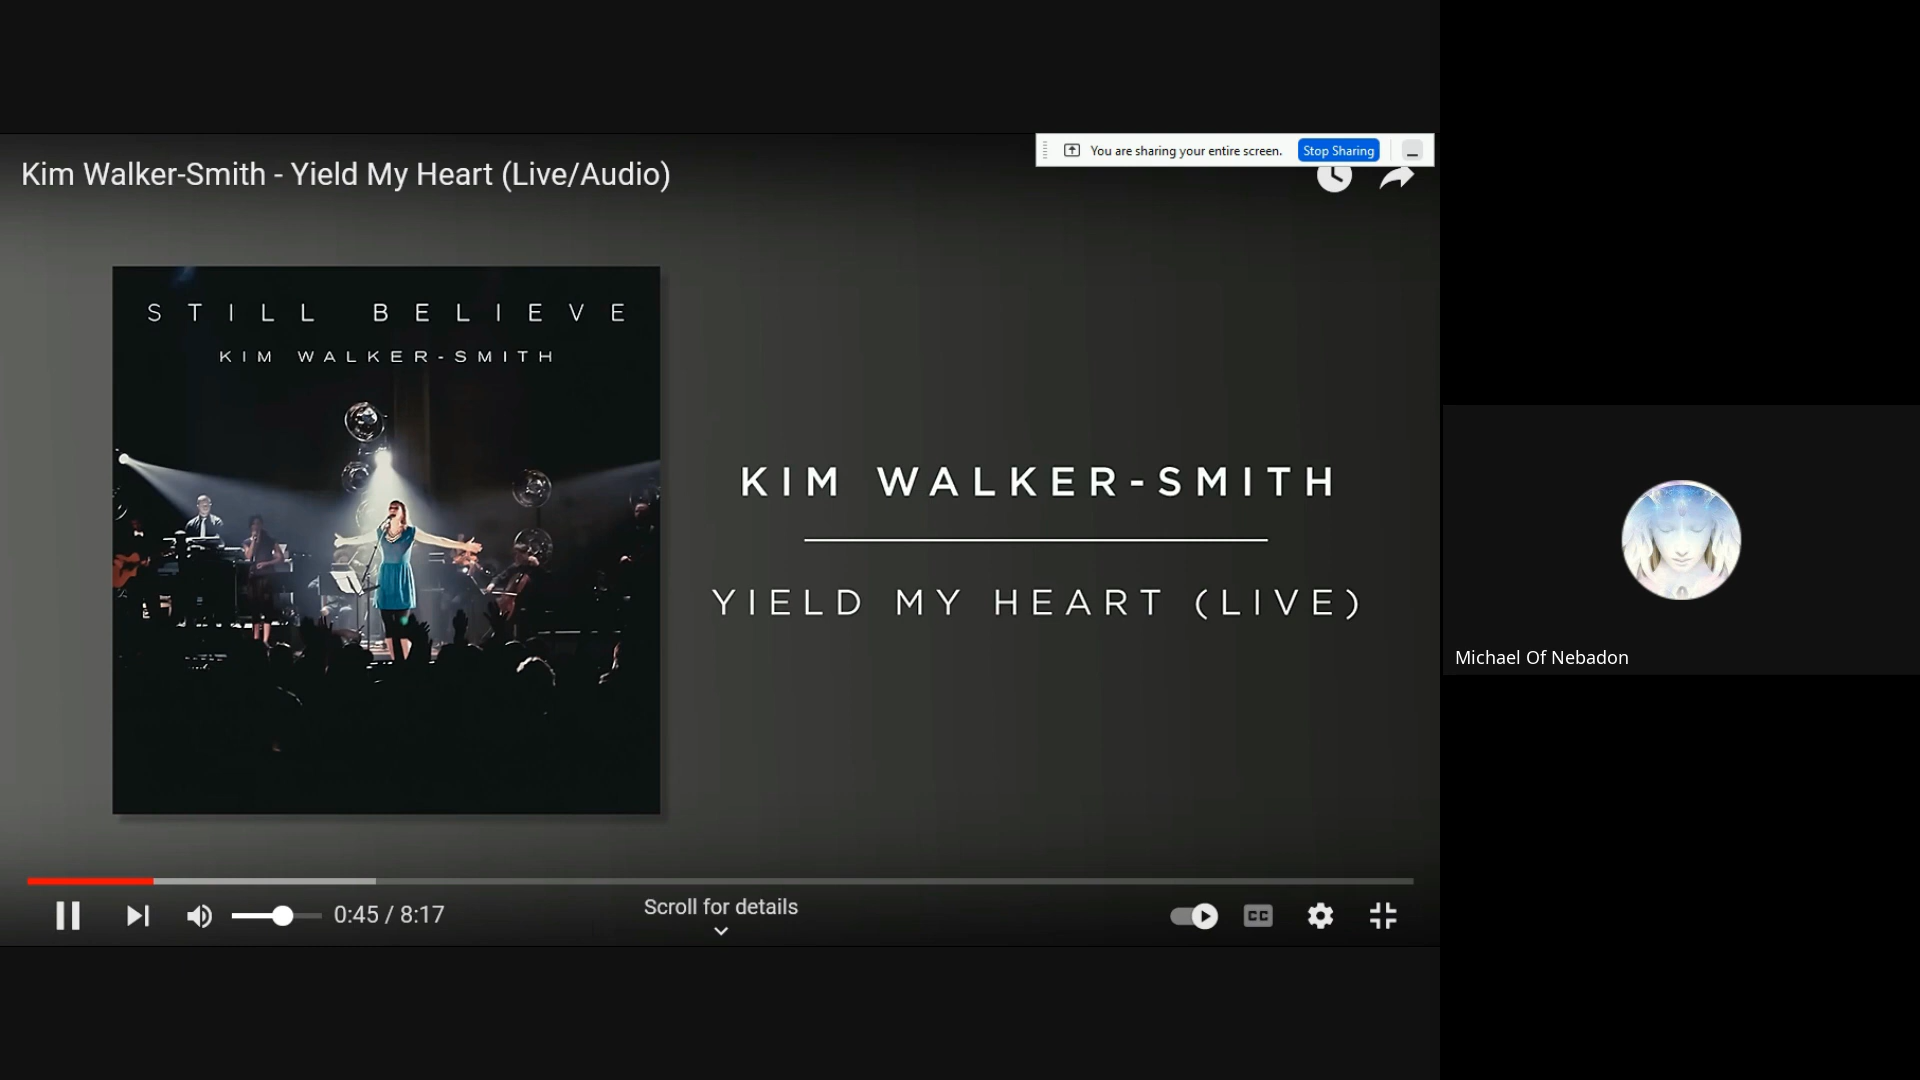 You are sharing your entire screen.
Stop Sharing
Kim Walker-Smith - Yield My Heart (Live/Audio)
STILL BELIEVE
KIM WALKER-SMITH
KIM WALKER-SMITH
YIELD MY HEART (LIVE)
Michael Of Nebadon
0:45 / 8:17
Scroll for details
CC